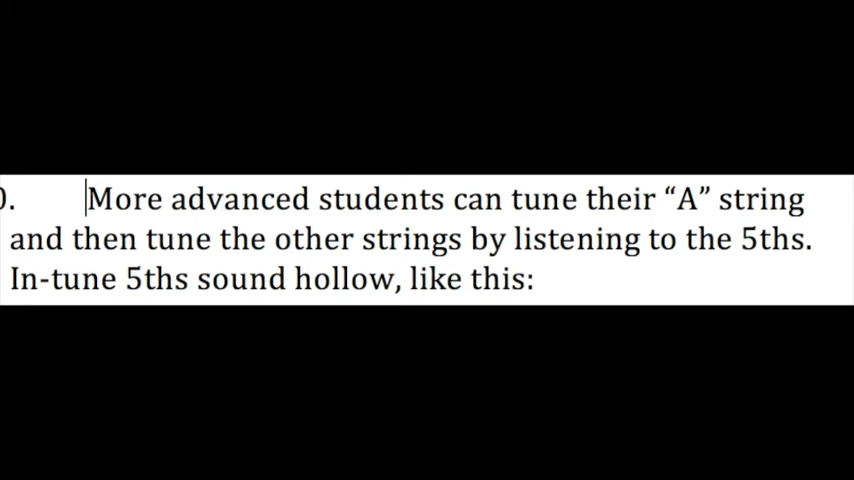 0. More advanced students can tune their “A” string
and then tune the other strings by listening to the 5ths.
In-tune 5ths sound hollow, like this: